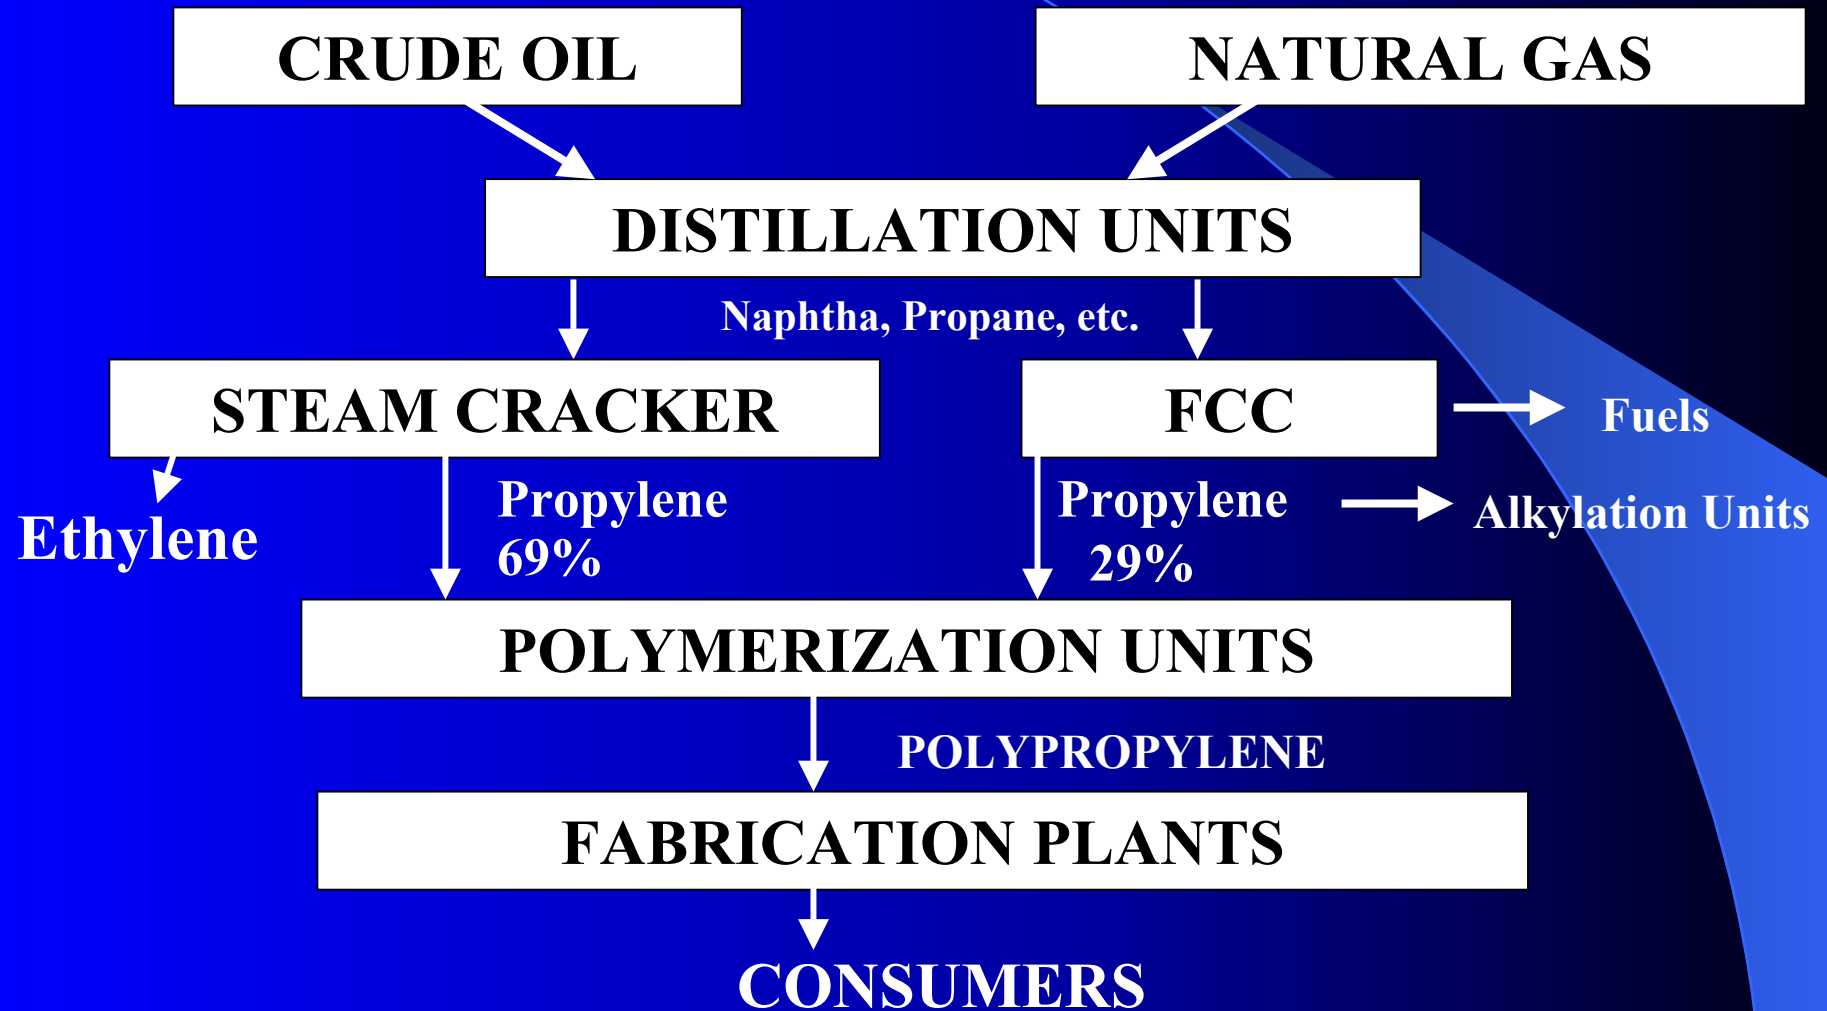 CRUDE OIL
NATURAL GAS
DISTILLATION UNITS
Naphtha, Propane, etc.
STEAM CRACKER
FCC
Fuels
Ethylene
Propylene
69%
Propylene
29%
Alkylation Units
POLYMERIZATION UNITS
POLYPROPYLENE
FABRICATION PLANTS
CONSUMERS